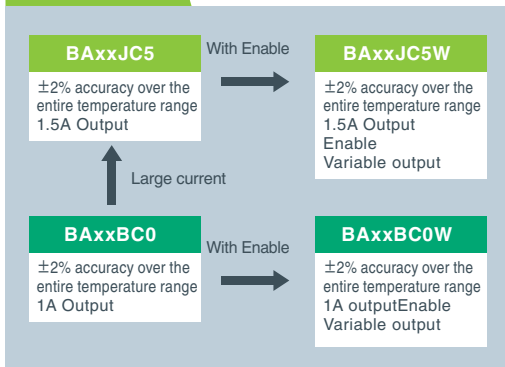 BAxxJC5
±2% accuracy over the
entire temperature range
1.5A Output
With Enable
BAxxJC5W
±2% accuracy over the
entire temperature range
1.5A Output
Enable
Variable output
Large current
BAxxBC0
±2% accuracy over the
entire temperature range
1A Output
With Enable
BAxxBC0W
±2% accuracy over the
entire temperature range
1A outputEnable
Variable output